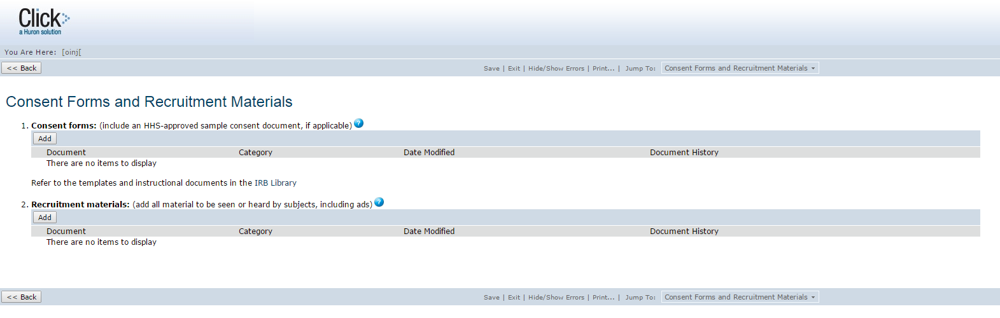 Click
a Huron solution
You Are Here: [oinj[
<< Back Save | Exit | Hide/Show Errors | Print... | Jump To: Consent Forms and Recruitment Materials
Consent Forms and Recruitment Materials
1. Consent forms: (include an HHS-approved sample consent document, if applicable) ?
Add
Document Category Date Modified Document History
There are no items to display
Refer to the templates and instructional documents in the IRB Library
2. Recruitment materials: (add all material to be seen or heard by subjects, including ads) ?
Add
Document Category Date Modified Document History
There are no items to display
<< Back Save | Exit | Hide/Show Errors | Print... | Jump To: Consent Forms and Recruitment Materials